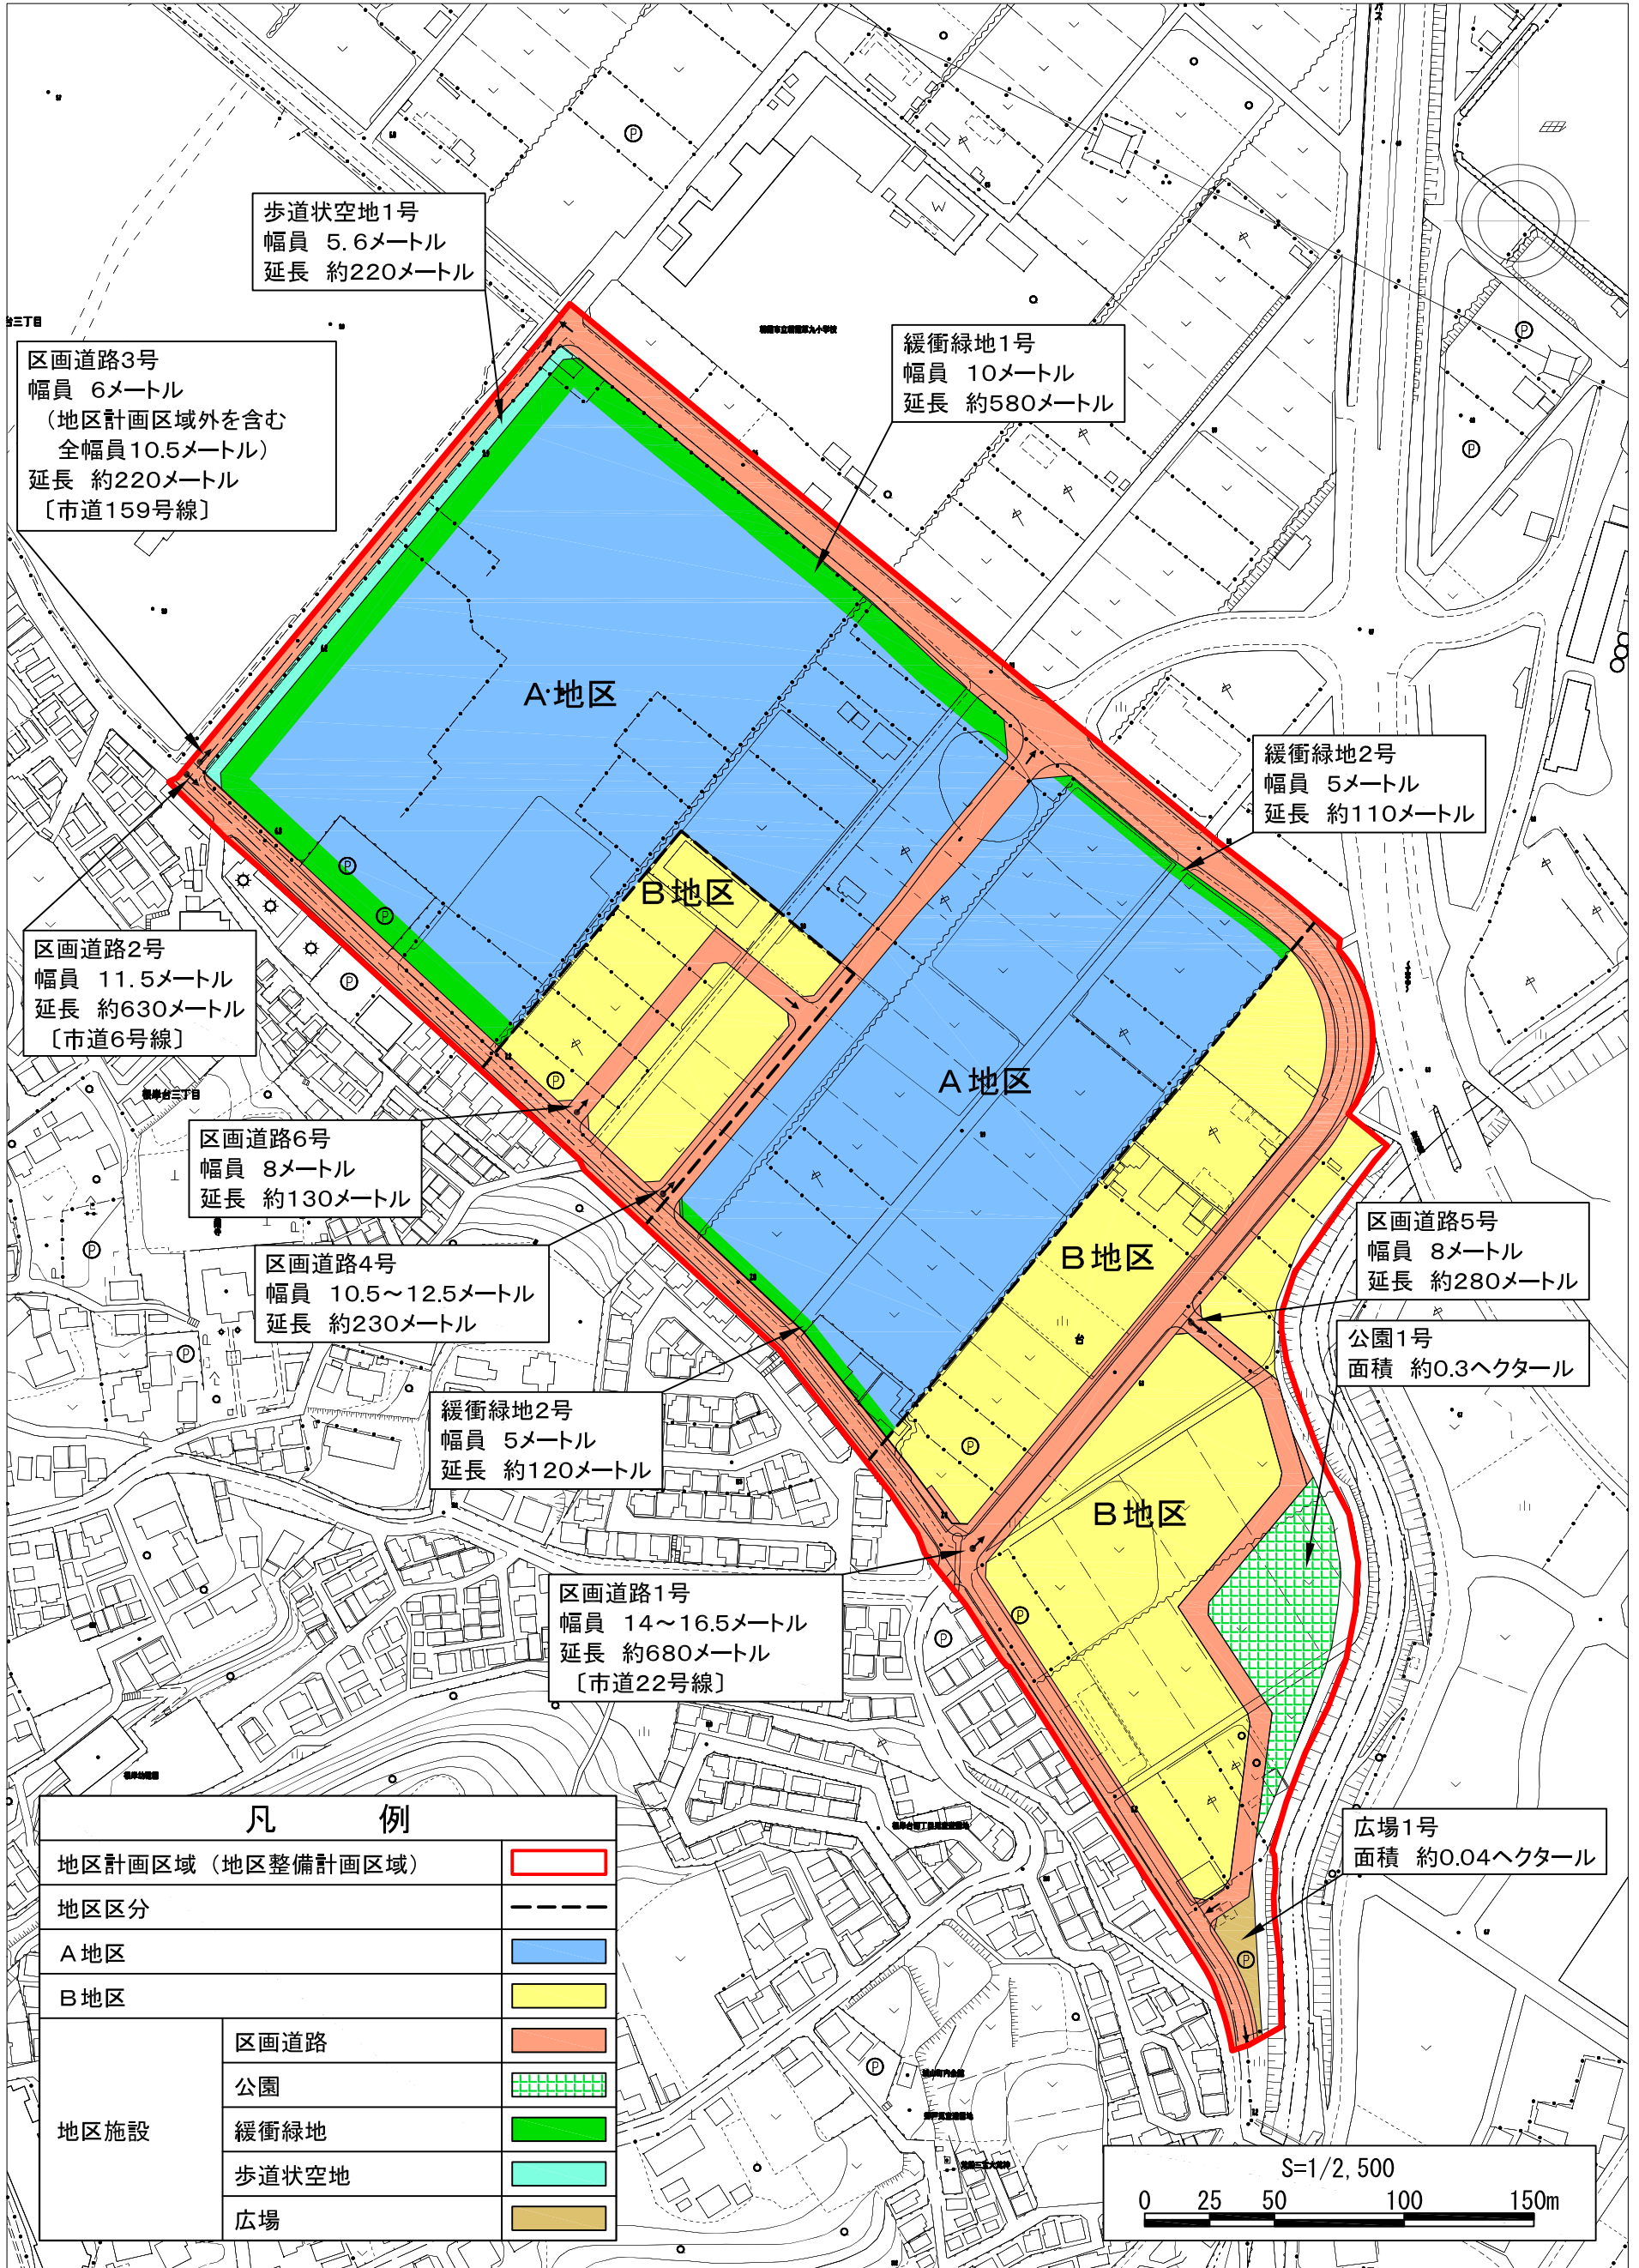 歩道状空地1号
幅員 5.6メートル
延長 約220メートル
緩衝緑地1号
幅員 10メートル
延長 約580メートル
区画道路3号
幅員 6メートル
（地区計画区域外を含む
全幅員10.5メートル）
延長 約220メートル
〔市道159号線〕
台三丁目
A地区
緩衝緑地2号
幅員 5メートル
延長 約110メートル
B地区
区画道路2号
幅員 11.5メートル
延長 約630メートル
〔市道6号線〕
根岸台三丁目
A地区
区画道路6号
幅員 8メートル
延長 約130メートル
区画道路5号
幅員 8メートル
延長 約280メートル
B地区
区画道路4号
幅員 10.5～12.5メートル
延長 約230メートル
台
公園1号
面積 約0.3ヘクタール
緩衝緑地2号
幅員 5メートル
延長 約120メートル
B地区
区画道路1号
幅員 14～16.5メートル
延長 約680メートル
〔市道22号線〕
広場1号
面積 約0.04ヘクタール
凡 例
地区計画区域（地区整備計画区域）
地区区分
A地区
B地区
地区施設
区画道路
公園
緩衝緑地
歩道状空地
広場
S=1/2,500
0 25 50 100 150m